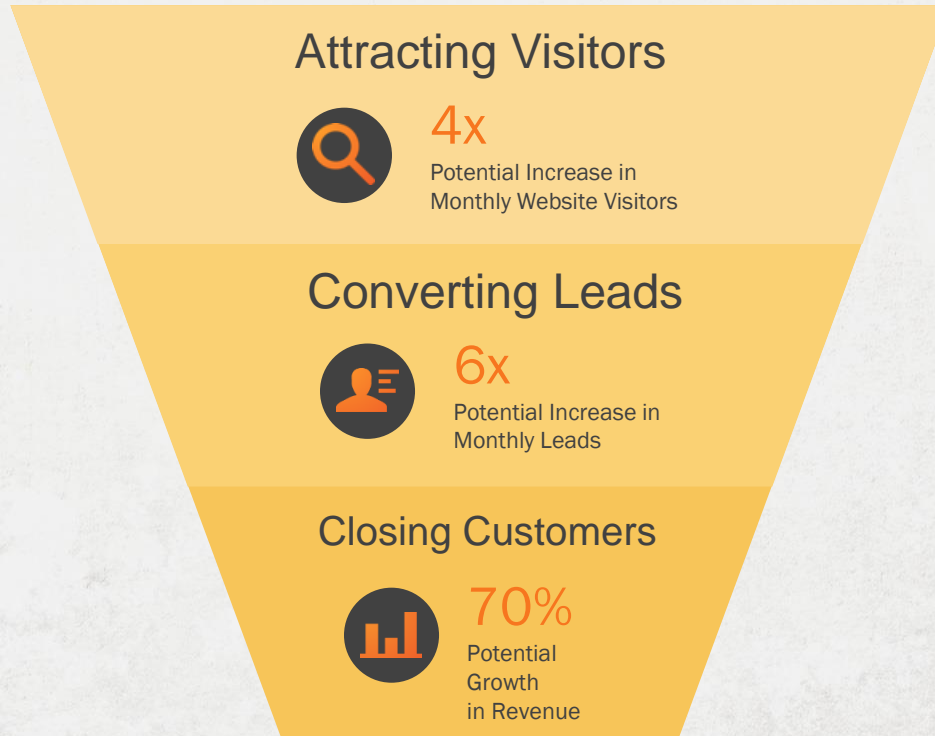 Attracting Visitors
4x
Potential Increase in
Monthly Website Visitors
Converting Leads
6x
Potential Increase in
Monthly Leads
Closing Customers
70%
Potential
Growth
in Revenue